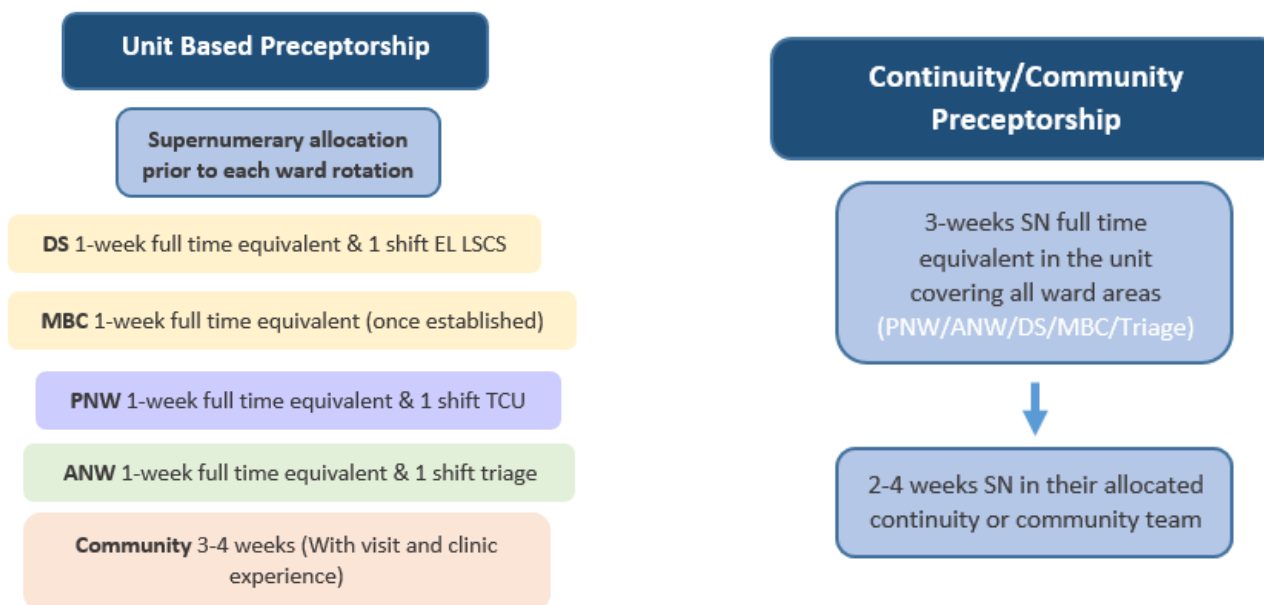 Unit Based Preceptorship
Supernumerary allocation
prior to each ward rotation
DS 1-week full time equivalent & 1 shift EL LSCS
MBC 1-week full time equivalent (once established)
PNW 1-week full time equivalent & 1 shift TCU
ANW 1-week full time equivalent & 1 shift triage
Community 3-4 weeks (With visit and clinic
experience)
Continuity/Community
Preceptorship
3-weeks SN full time
equivalent in the unit
covering all ward areas
(PNW/ANW/DS/MBC/Triage)
2-4 weeks SN in their allocated
continuity or community team